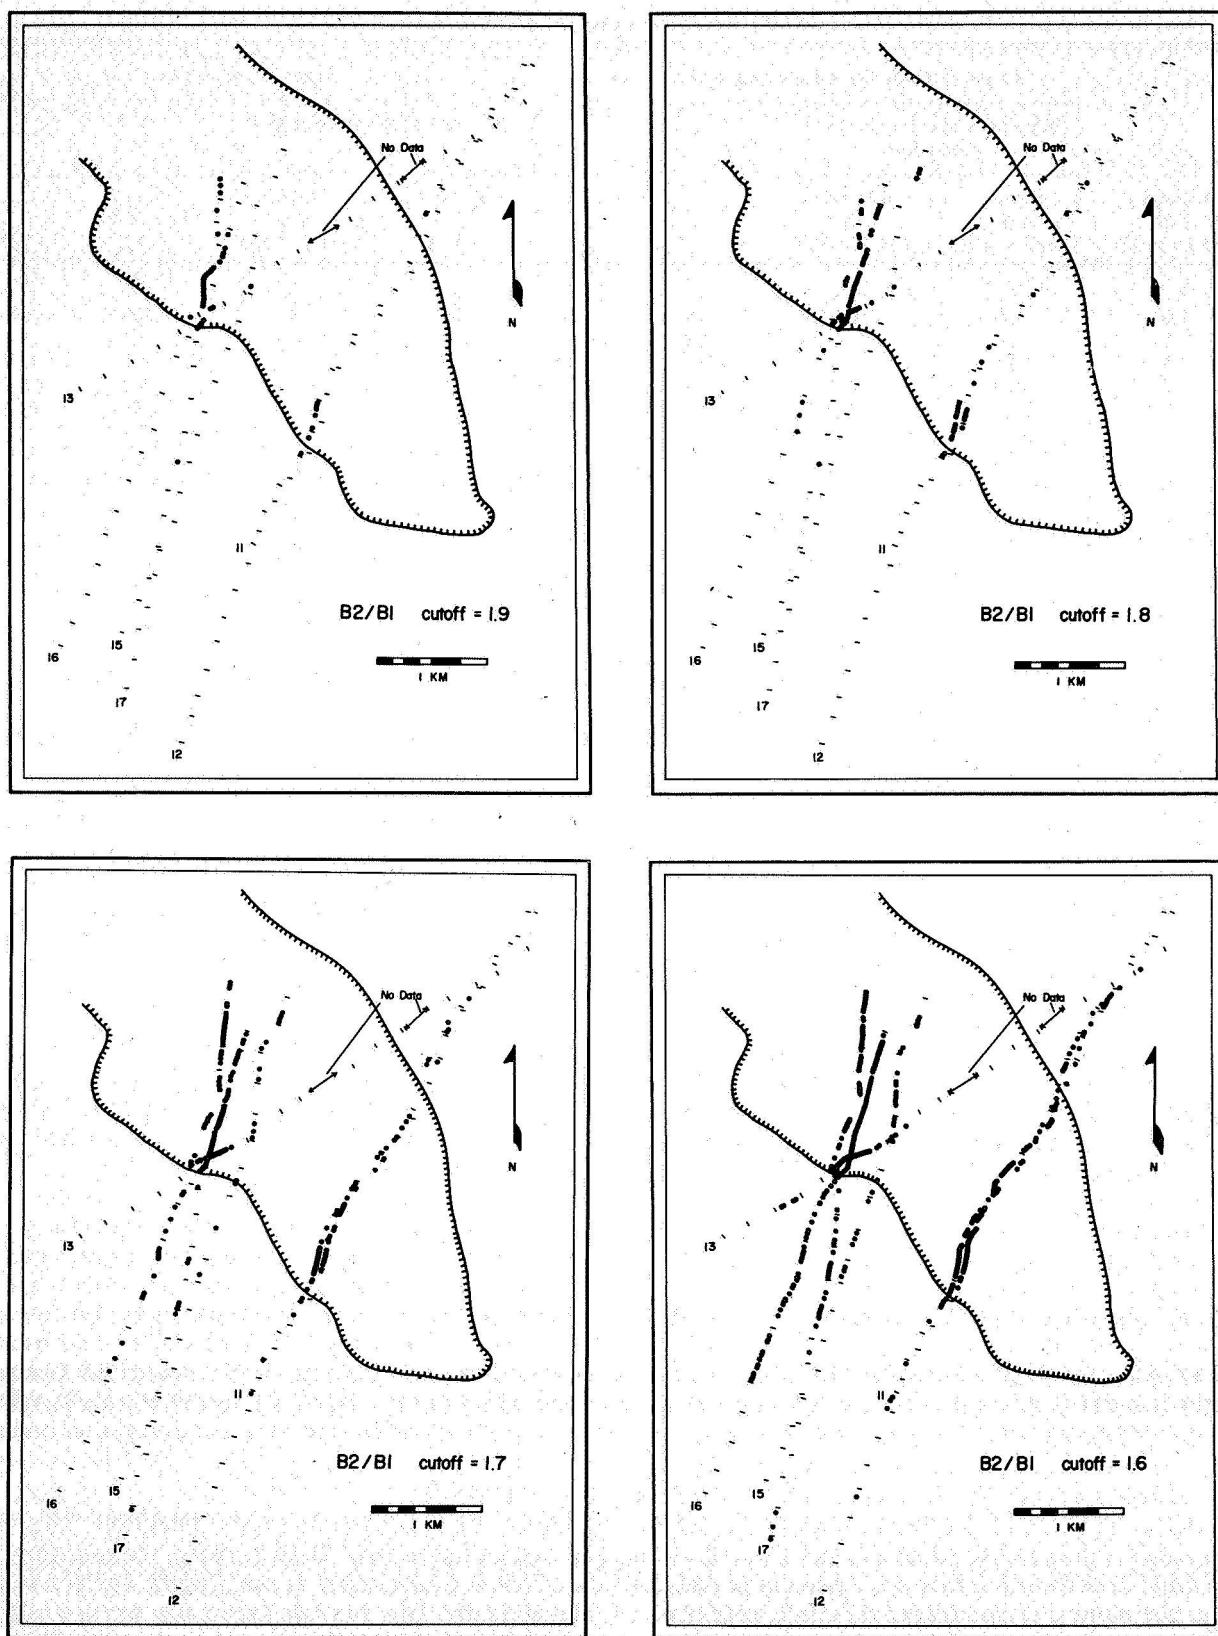 No Data
N
13
11
B2/B1 cutoff = 1.9
16
15
1 KM
17
12
No Data
N
13
11
B2/B1 cutoff = 1.8
16
15
1 KM
17
12
No Data
N
13
11
B2/B1 cutoff = 1.7
16
15
1 KM
17
12
No Data
N
13
11
B2/B1 cutoff = 1.6
16
15
1 KM
17
12